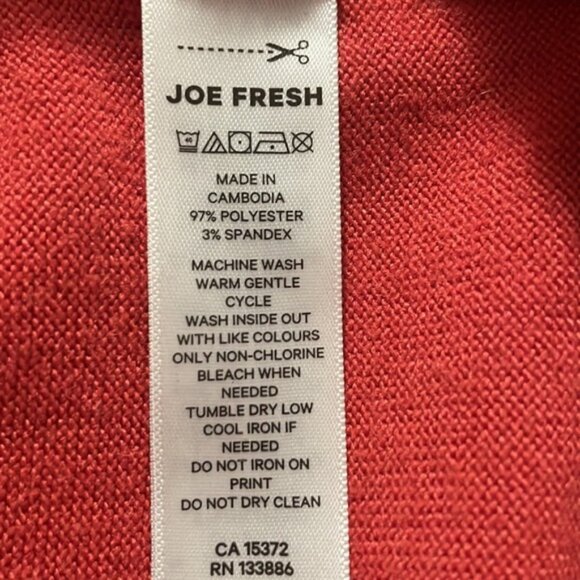 JOE FRESH
40
MADE IN
CAMBODIA
97% POLYESTER
3% SPANDEX
MACHINE WASH
WARM GENTLE
CYCLE
WASH INSIDE OUT
WITH LIKE COLOURS
ONLY NON-CHLORINE
BLEACH WHEN
NEEDED
TUMBLE DRY LOW
COOL IRON IF
NEEDED
DO NOT IRON ON
PRINT
DO NOT DRY CLEAN
CA 15372
RN 133886